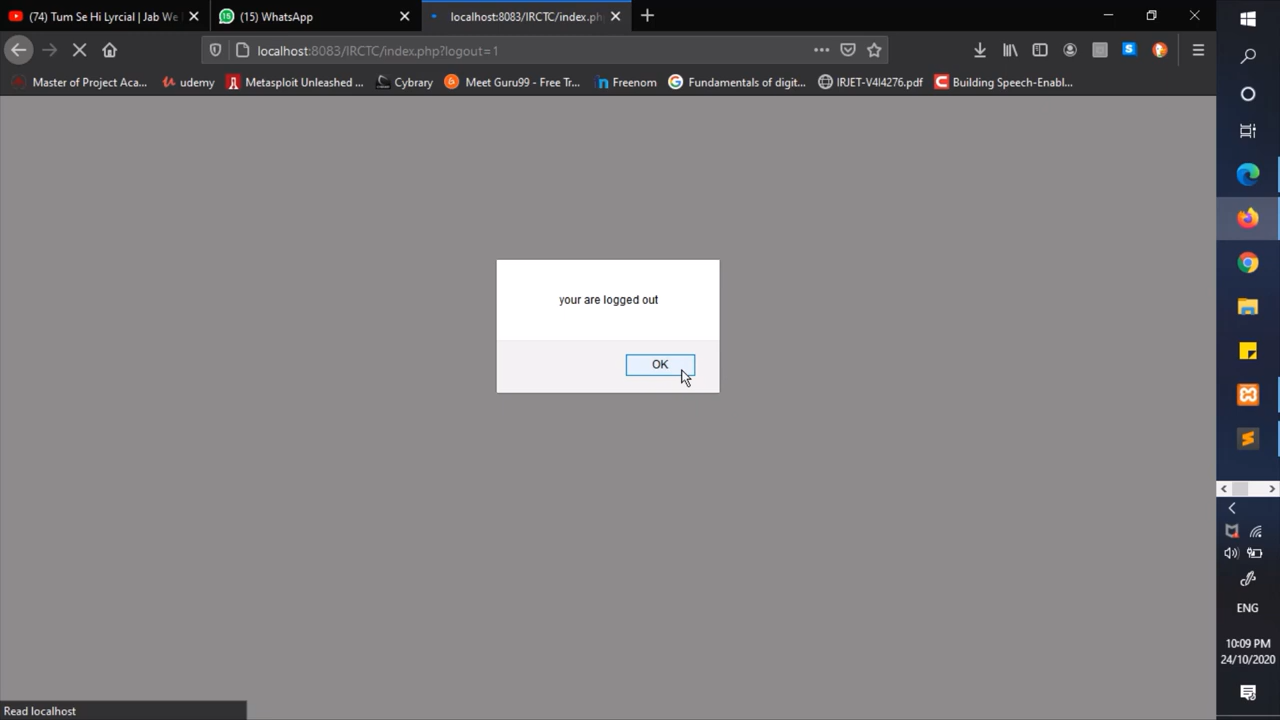 (74) Tum Se Hi Lyrcial | Jab We
(15) WhatsApp
localhost:8083/IRCTC/index.ph
localhost:8083/IRCTC/index.php?logout=1
Master of Project Aca...
udemy
Metasploit Unleashed ...
Cybrary
Meet Guru99 - Free Tr...
Freenom
Fundamentals of digit...
IRJET-V4I4276.pdf
Building Speech-Enabl...
your are logged out
OK
ENG
10:09 PM
24/10/2020
Read localhost